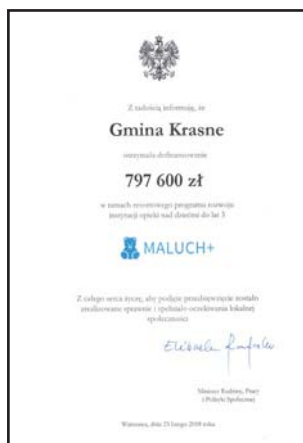 Z radością informuję, że
Gmina Krasne
otrzymała dofinansowanie
797 600 zł
w ramach resortowego programu rozwoju
instytucji opieki nad dziećmi do lat 3
MALUCH+
Z całego serca życzę, aby podjęte przedsięwzięcie zostało
zrealizowane sprawnie i spełniało oczekiwania lokalnej
społeczności
Elżbieta Rafalska
Minister Rodziny, Pracy
i Polityki Społecznej
Warszawa, dnia 23 lutego 2018 roku